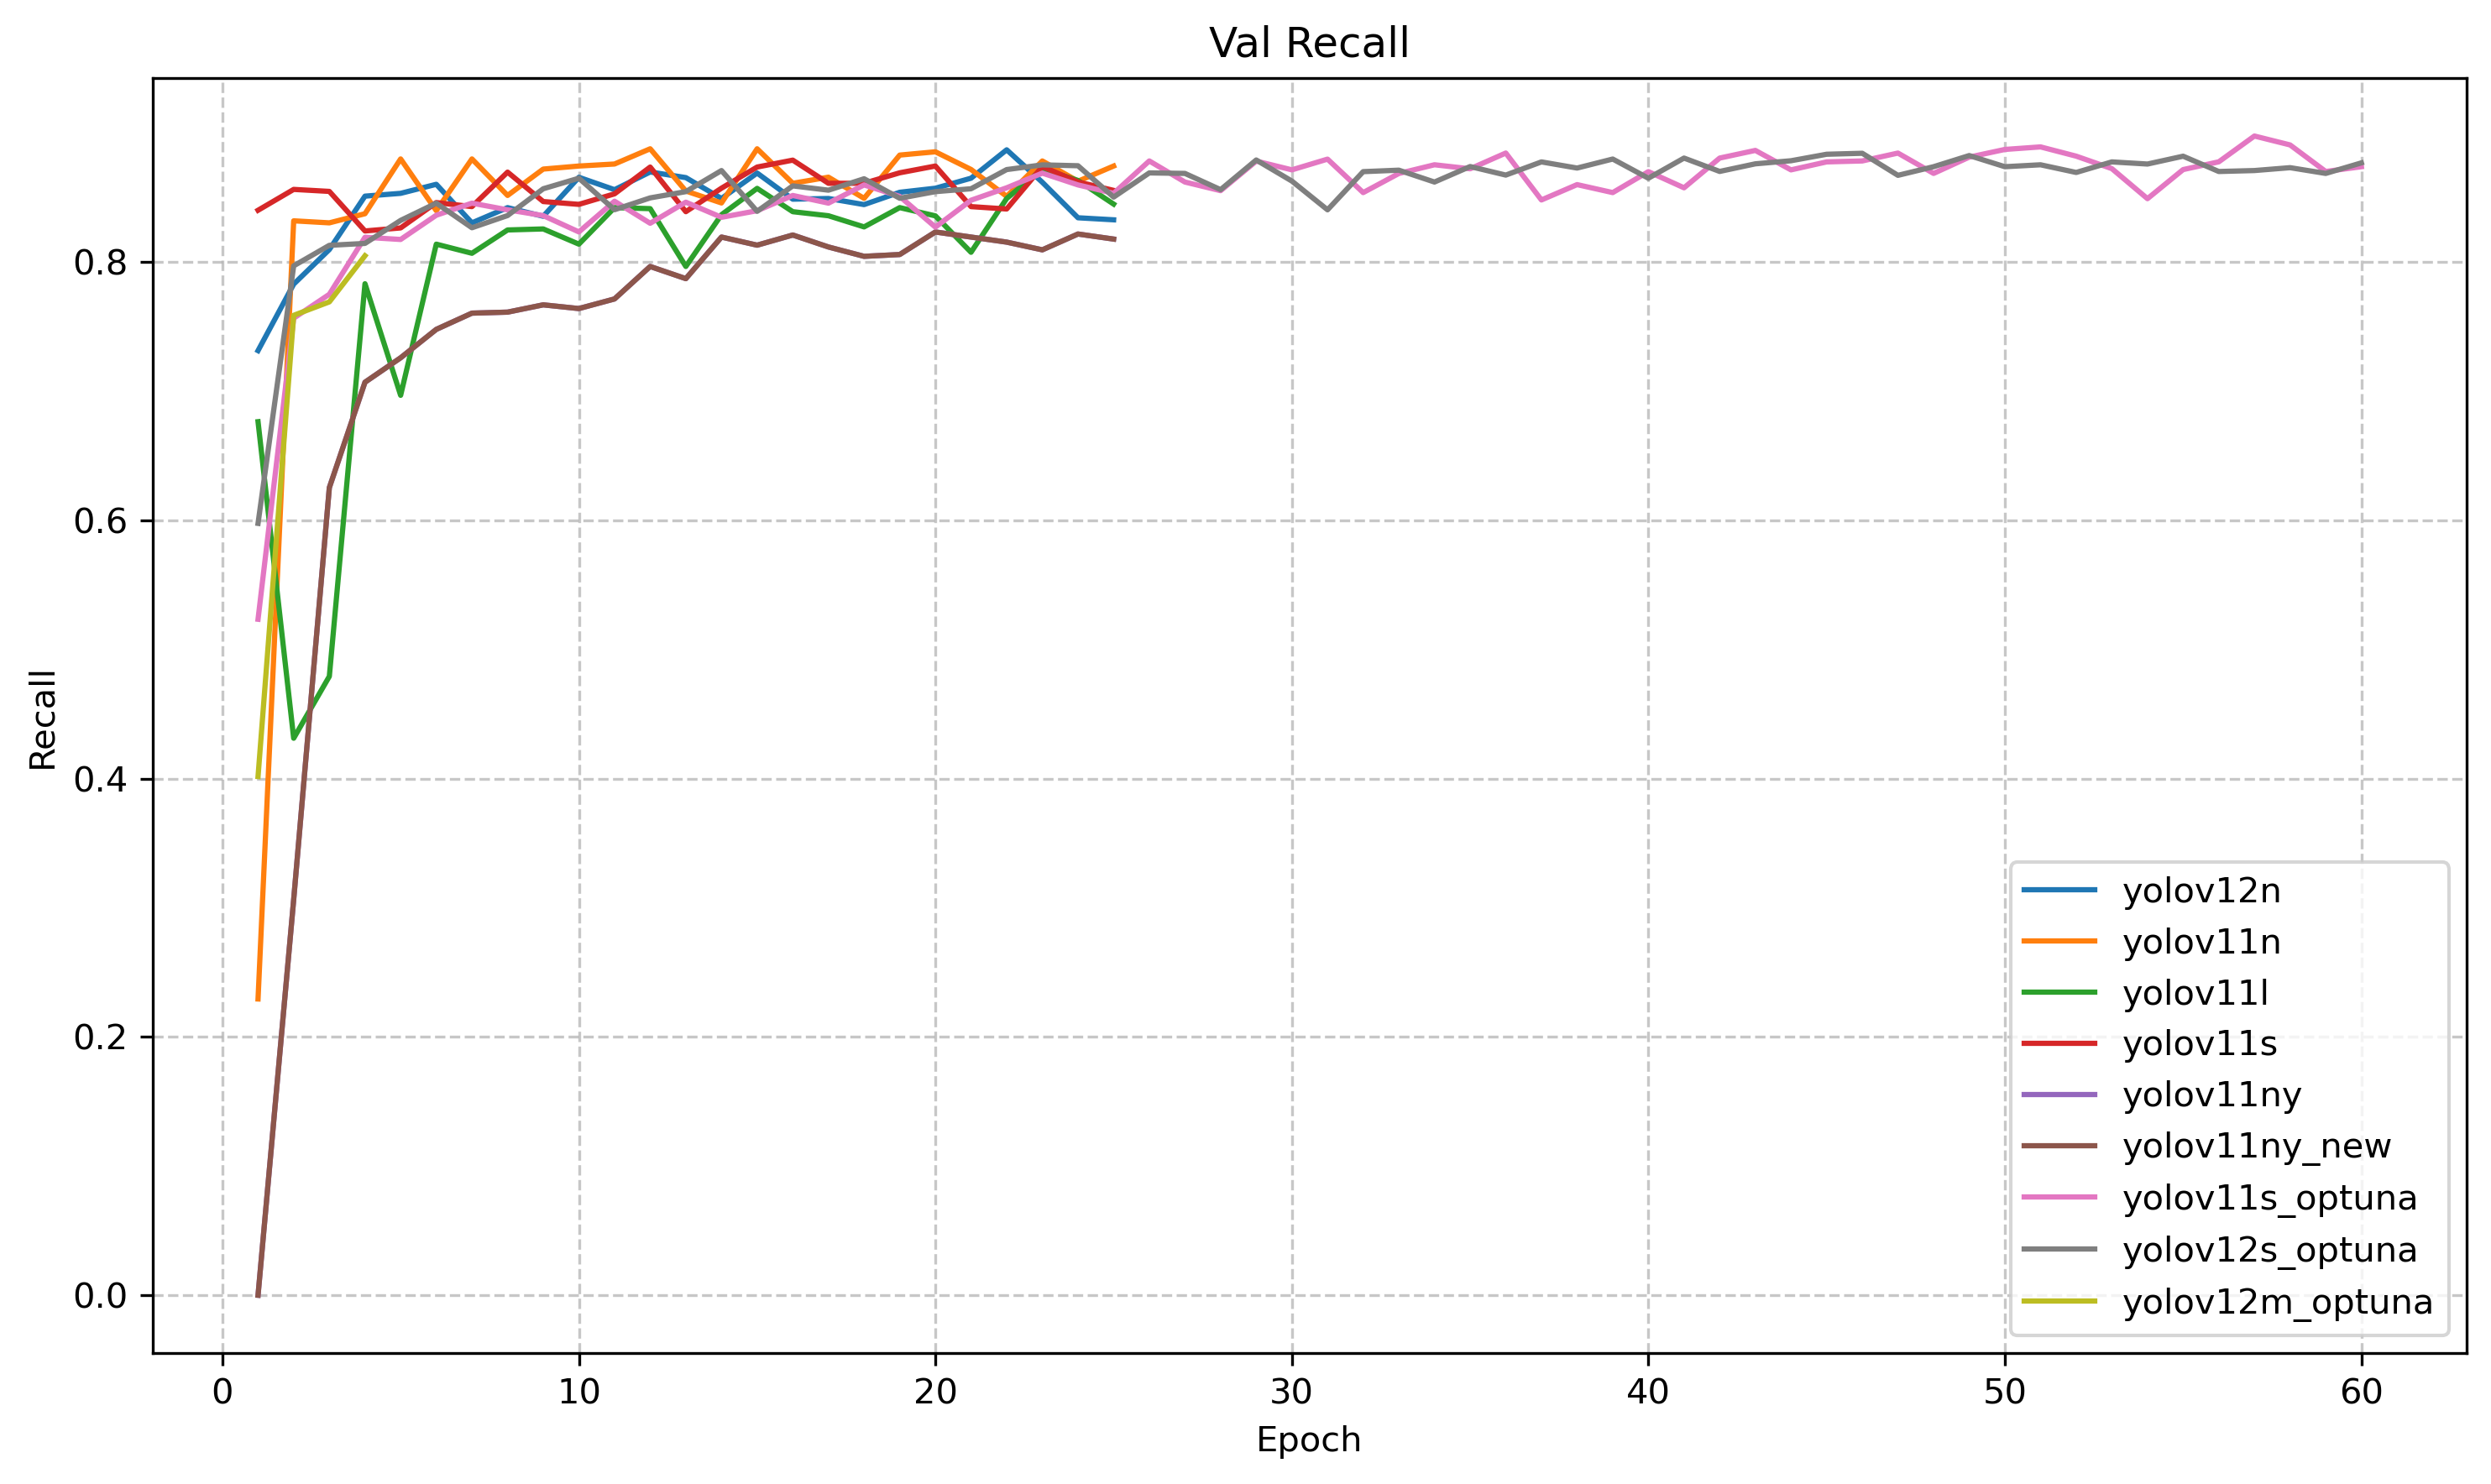 Val Recall
0.8
0.6
0.4
0.2
0.0
Recall
yolov12n
yolov11n
yolov11l
yolov11s
yolov11ny
yolov11ny_new
yolov11s_optuna
yolov12s_optuna
yolov12m_optuna
0 10 20 30 40 50 60
Epoch